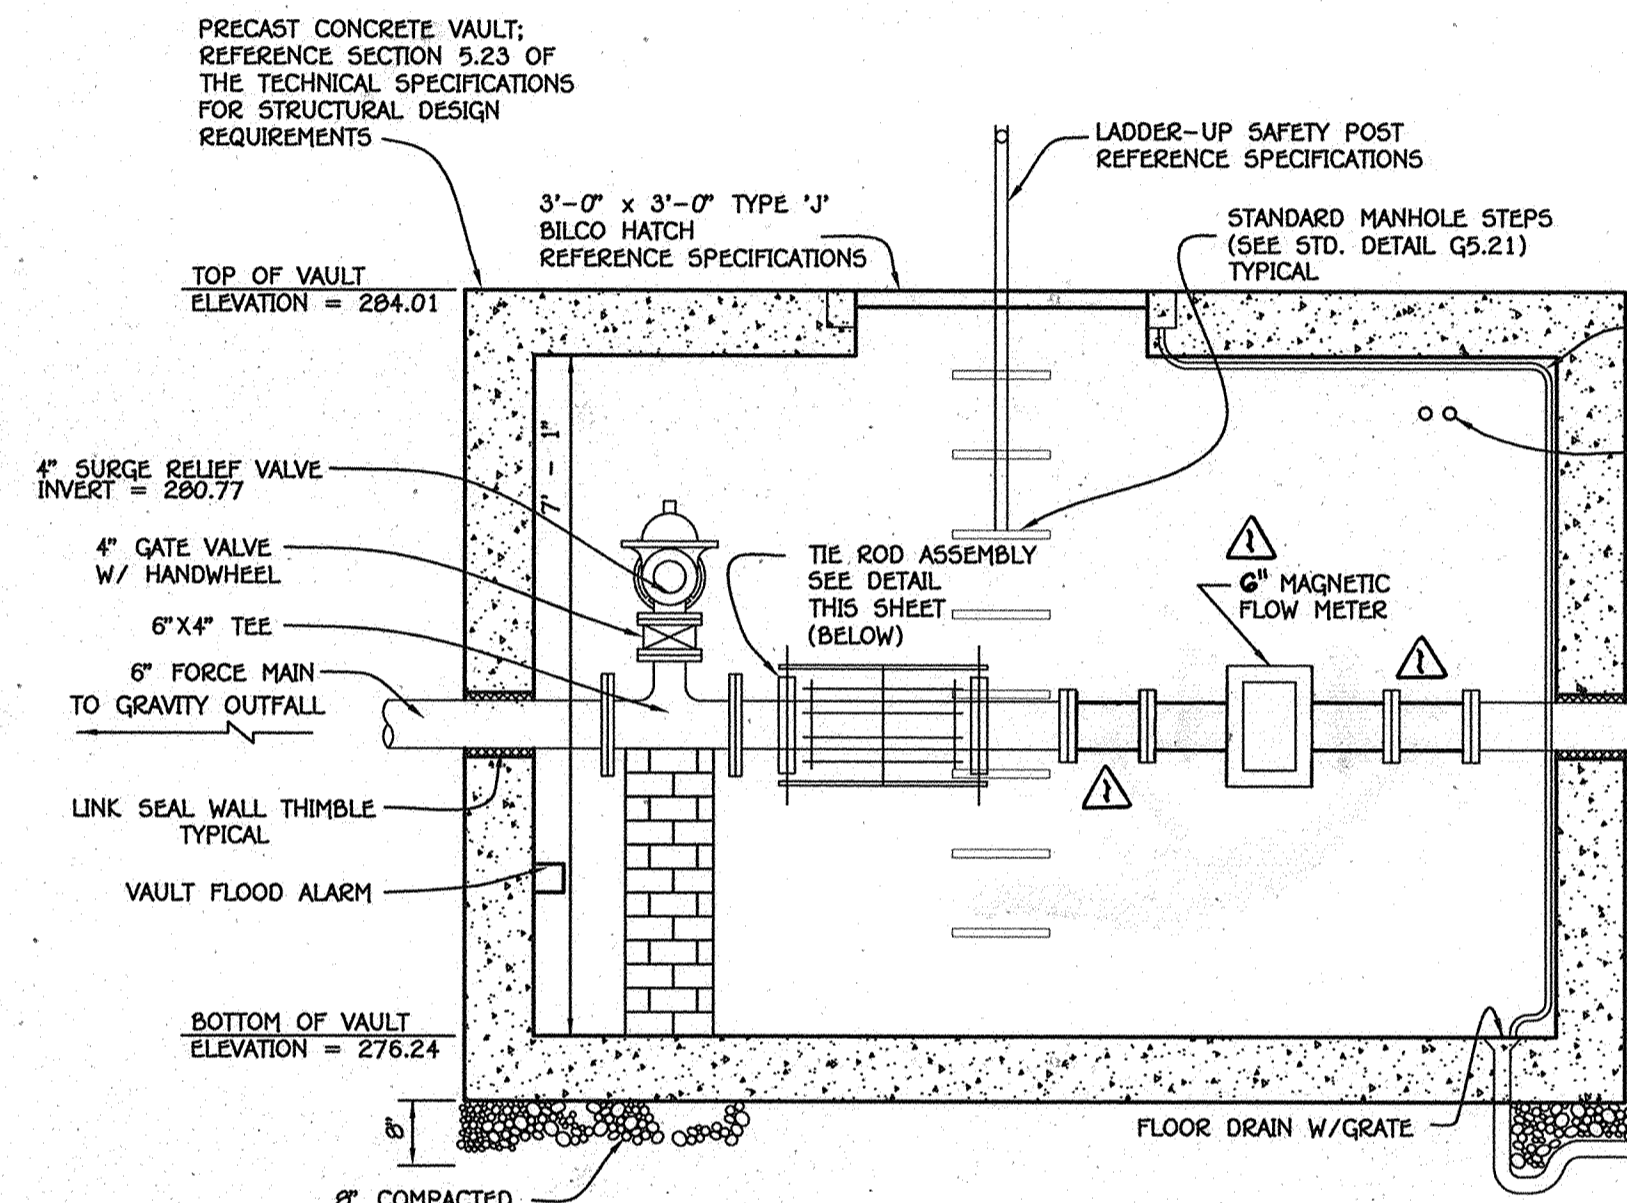 PRECAST CONCRETE VAULT;
REFERENCE SECTION 5.23 OF
THE TECHNICAL SPECIFICATIONS
FOR STRUCTURAL DESIGN
REQUIREMENTS
LADDER-UP SAFETY POST
REFERENCE SPECIFICATIONS
3'-0" x 3'-0" TYPE 'J'
BILCO HATCH
REFERENCE SPECIFICATIONS
STANDARD MANHOLE STEPS
(SEE STD. DETAIL G5.21)
TYPICAL
TOP OF VAULT
ELEVATION = 284.01
7' - 1"
4" SURGE RELIEF VALVE
INVERT = 280.77
4" GATE VALVE
W/ HANDWHEEL
6"X4" TEE
6" FORCE MAIN
TO GRAVITY OUTFALL
TIE ROD ASSEMBLY
SEE DETAIL
THIS SHEET
(BELOW)
1
6" MAGNETIC
FLOW METER
1
1
LINK SEAL WALL THIMBLE
TYPICAL
VAULT FLOOD ALARM
BOTTOM OF VAULT
ELEVATION = 276.24
8"
FLOOR DRAIN W/GRATE
8" COMPACTED